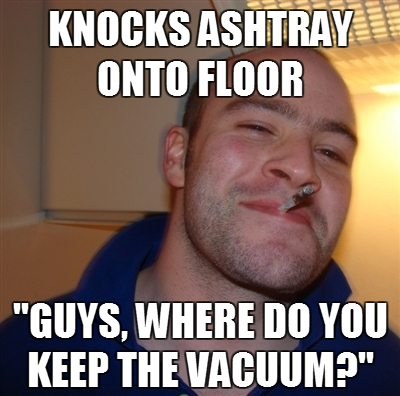 KNOCKS ASHTRAY
ONTO FLOOR
"GUYS, WHERE DO YOU
KEEP THE VACUUM?"